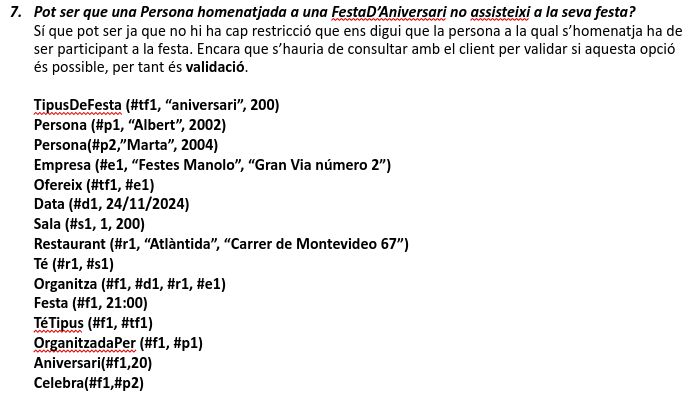 7. Pot ser que una Persona homenatjada a una FestaD’Aniversari no assisteixi a la seva festa?
Sí que pot ser ja que no hi ha cap restricció que ens digui que la persona a la qual s’homenatja ha de
ser participant a la festa. Encara que s’hauria de consultar amb el client per validar si aquesta opció
és possible, per tant és validació.
TipusDeFesta (#tf1, “aniversari”, 200)
Persona (#p1, “Albert”, 2002)
Persona(#p2,”Marta”, 2004)
Empresa (#e1, “Festes Manolo”, “Gran Via número 2”)
Ofereix (#tf1, #e1)
Data (#d1, 24/11/2024)
Sala (#s1, 1, 200)
Restaurant (#r1, “Atlàntida”, “Carrer de Montevideo 67”)
Té (#r1, #s1)
Organitza (#f1, #d1, #r1, #e1)
Festa (#f1, 21:00)
TéTipus (#f1, #tf1)
OrganitzadaPer (#f1, #p1)
Aniversari(#f1,20)
Celebra(#f1,#p2)